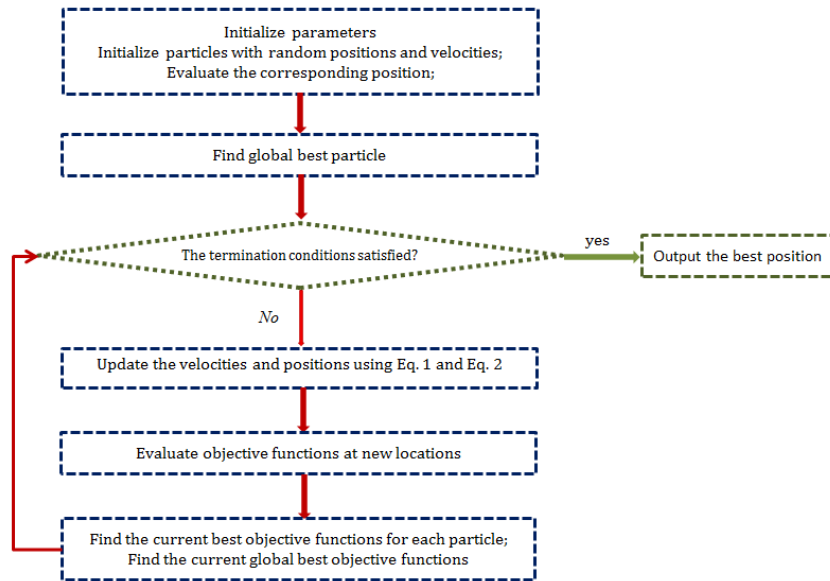 Initialize parameters
Initialize particles with random positions and velocities;
Evaluate the corresponding position;
Find global best particle
The termination conditions satisfied?
yes
Output the best position
No
Update the velocities and positions using Eq. 1 and Eq. 2
Evaluate objective functions at new locations
Find the current best objective functions for each particle;
Find the current global best objective functions